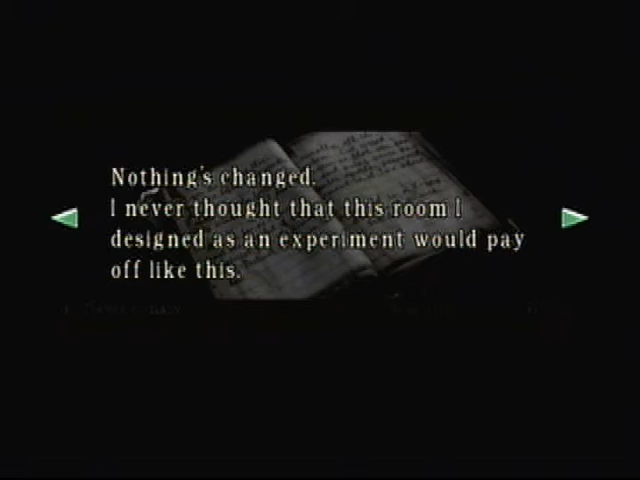 Nothing's changed.
I never thought that this room I
designed as an experiment would pay
off like this.